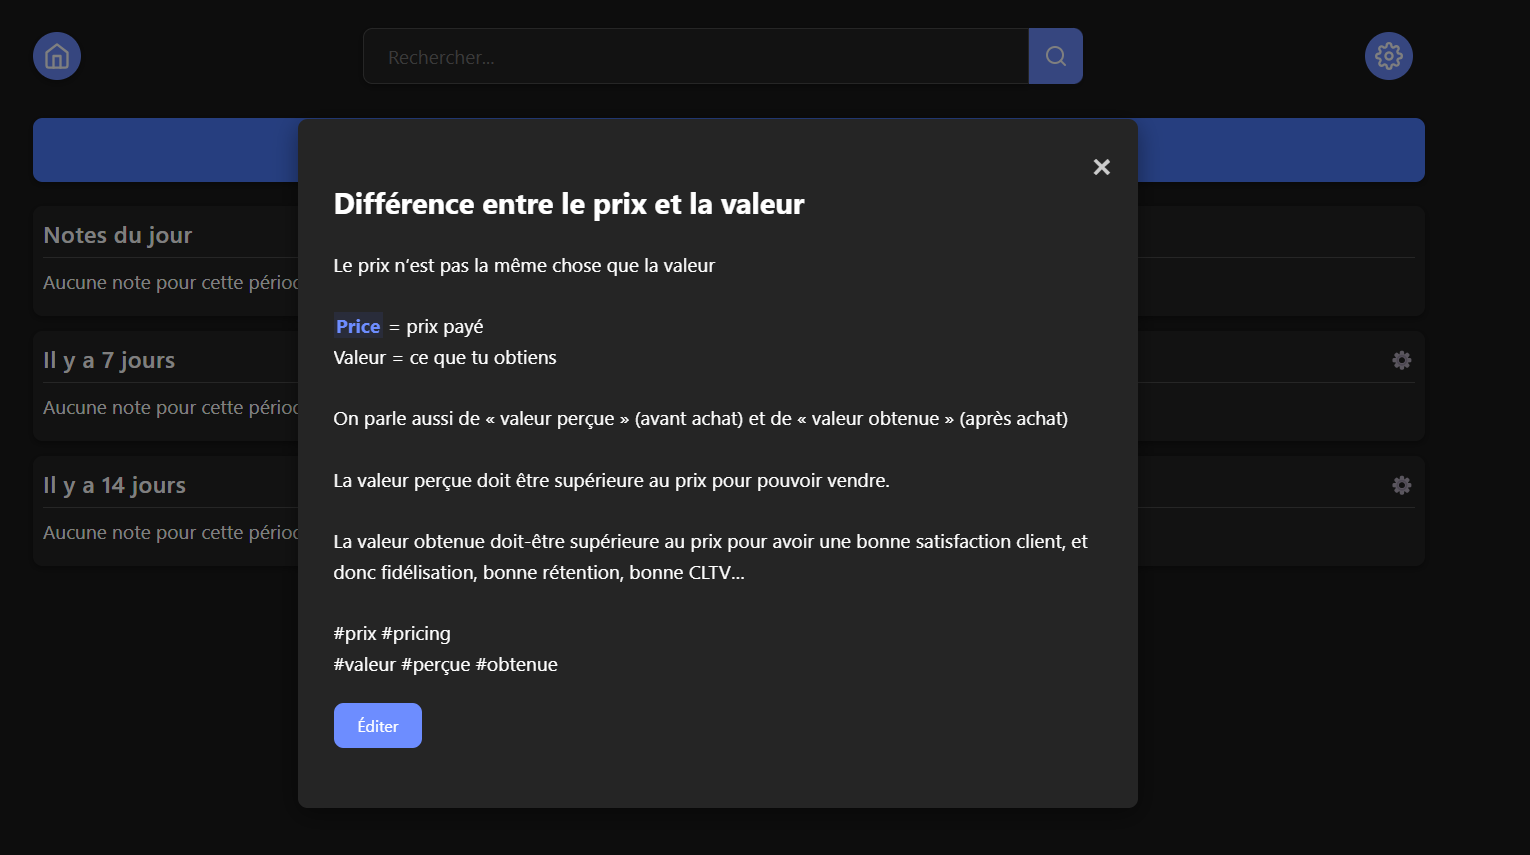 Rechercher...
×
Différence entre le prix et la valeur
Le prix n’est pas la même chose que la valeur
Price = prix payé
Valeur = ce que tu obtiens
On parle aussi de « valeur perçue » (avant achat) et de « valeur obtenue » (après achat)
La valeur perçue doit être supérieure au prix pour pouvoir vendre.
La valeur obtenue doit-être supérieure au prix pour avoir une bonne satisfaction client, et
donc fidélisation, bonne rétention, bonne CLTV...
#prix #pricing
#valeur #perçue #obtenue
Éditer
Notes du jour
Aucune note pour cette
Il y a 7 jours
Aucune note pour cette
Il y a 14 jours
Aucune note pour cette